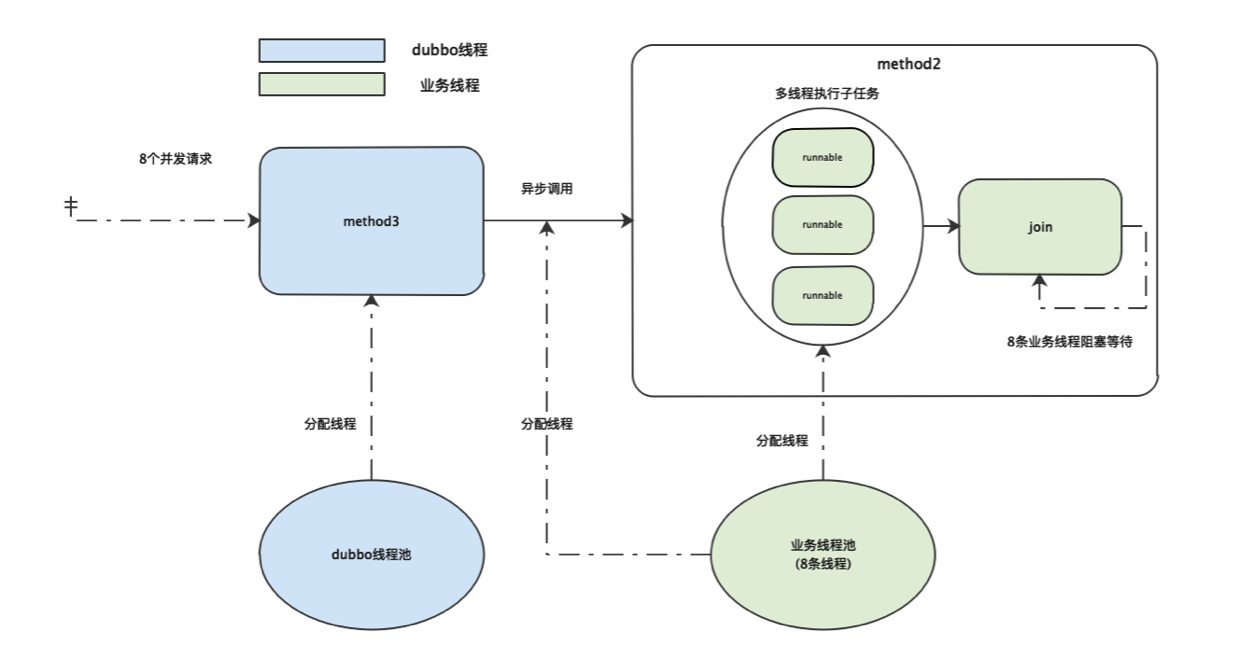 dubbo线程
业务线程
8个并发请求
method3
异步调用
method2
多线程执行子任务
runnable
runnable
runnable
join
8条业务线程阻塞等待
分配线程
分配线程
分配线程
dubbo线程池
业务线程池
(8条线程)